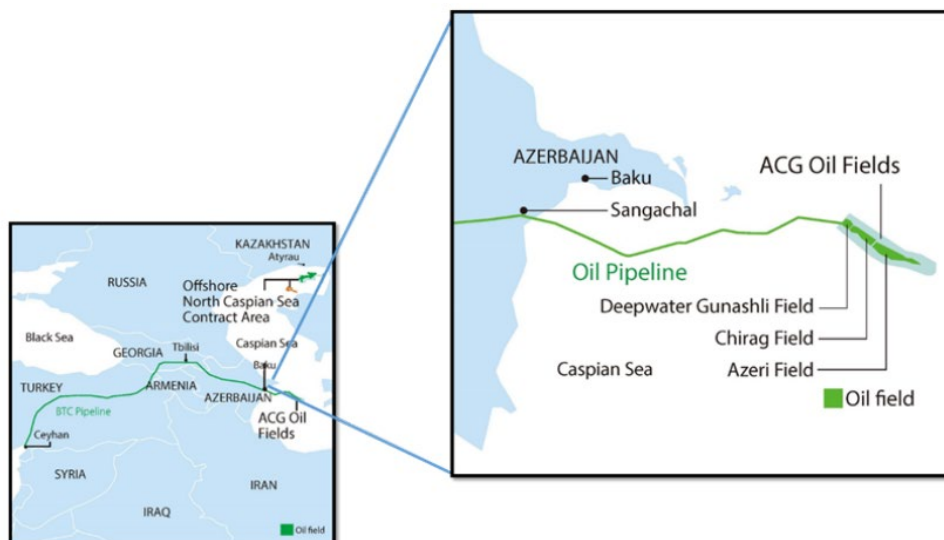 KAZAKHSTAN
Atyrau
RUSSIA
Offshore
North Caspian Sea
Contract Area
Black Sea
Caspian Sea
Tbilisi
GEORGIA
Baku
TURKEY
ARMENIA
AZERBAIJAN
BTC Pipeline
ACG Oil
Fields
Ceyhan
SYRIA
IRAN
IRAQ
Oil field
AZERBAIJAN
Baku
ACG Oil Fields
Sangachal
Oil Pipeline
Deepwater Gunashli Field
Chirag Field
Caspian Sea
Azeri Field
Oil field